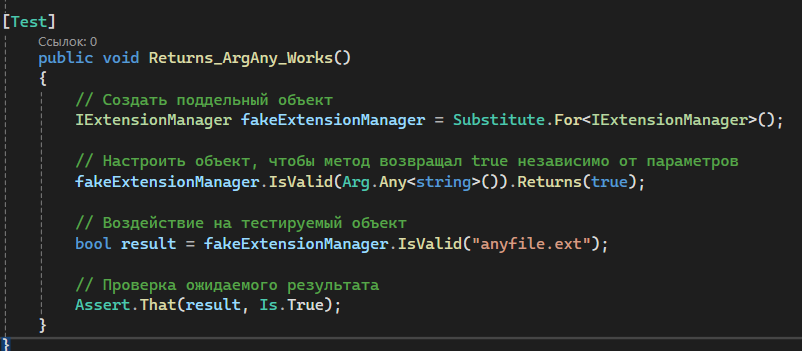 [Test]
Ссылок: 0
public void Returns_ArgAny_Works()
{
// Создать поддельный объект
IExtensionManager fakeExtensionManager = Substitute.For<IExtensionManager>();
// Настроить объект, чтобы метод возвращал true независимо от параметров
fakeExtensionManager.IsValid(Arg.Any<string>()).Returns(true);
// Воздействие на тестируемый объект
bool result = fakeExtensionManager.IsValid("anyfile.ext");
// Проверка ожидаемого результата
Assert.That(result, Is.True);
}
}